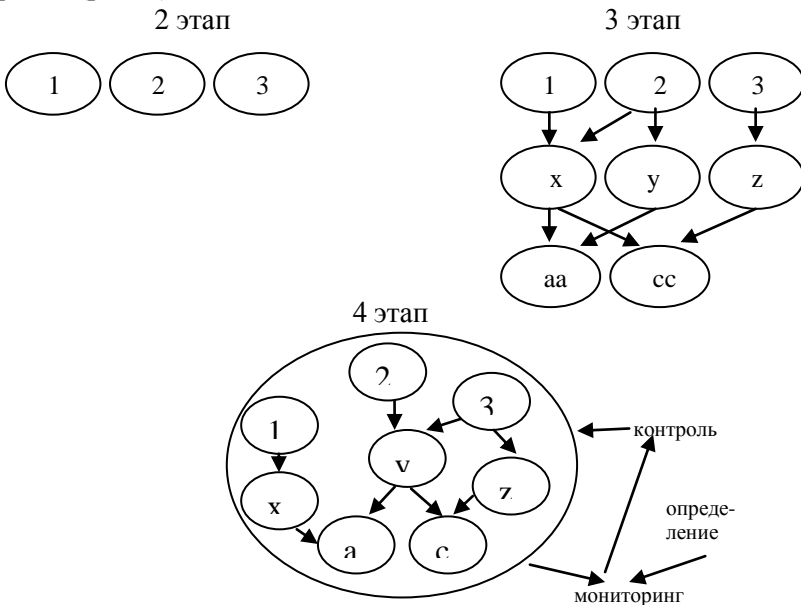 2 этап
3 этап
1 2 3
1 2 3
x y z
aa cc
4 этап
2
3
1
контроль
y
z
x
опреде-
ление
a c
мониторинг